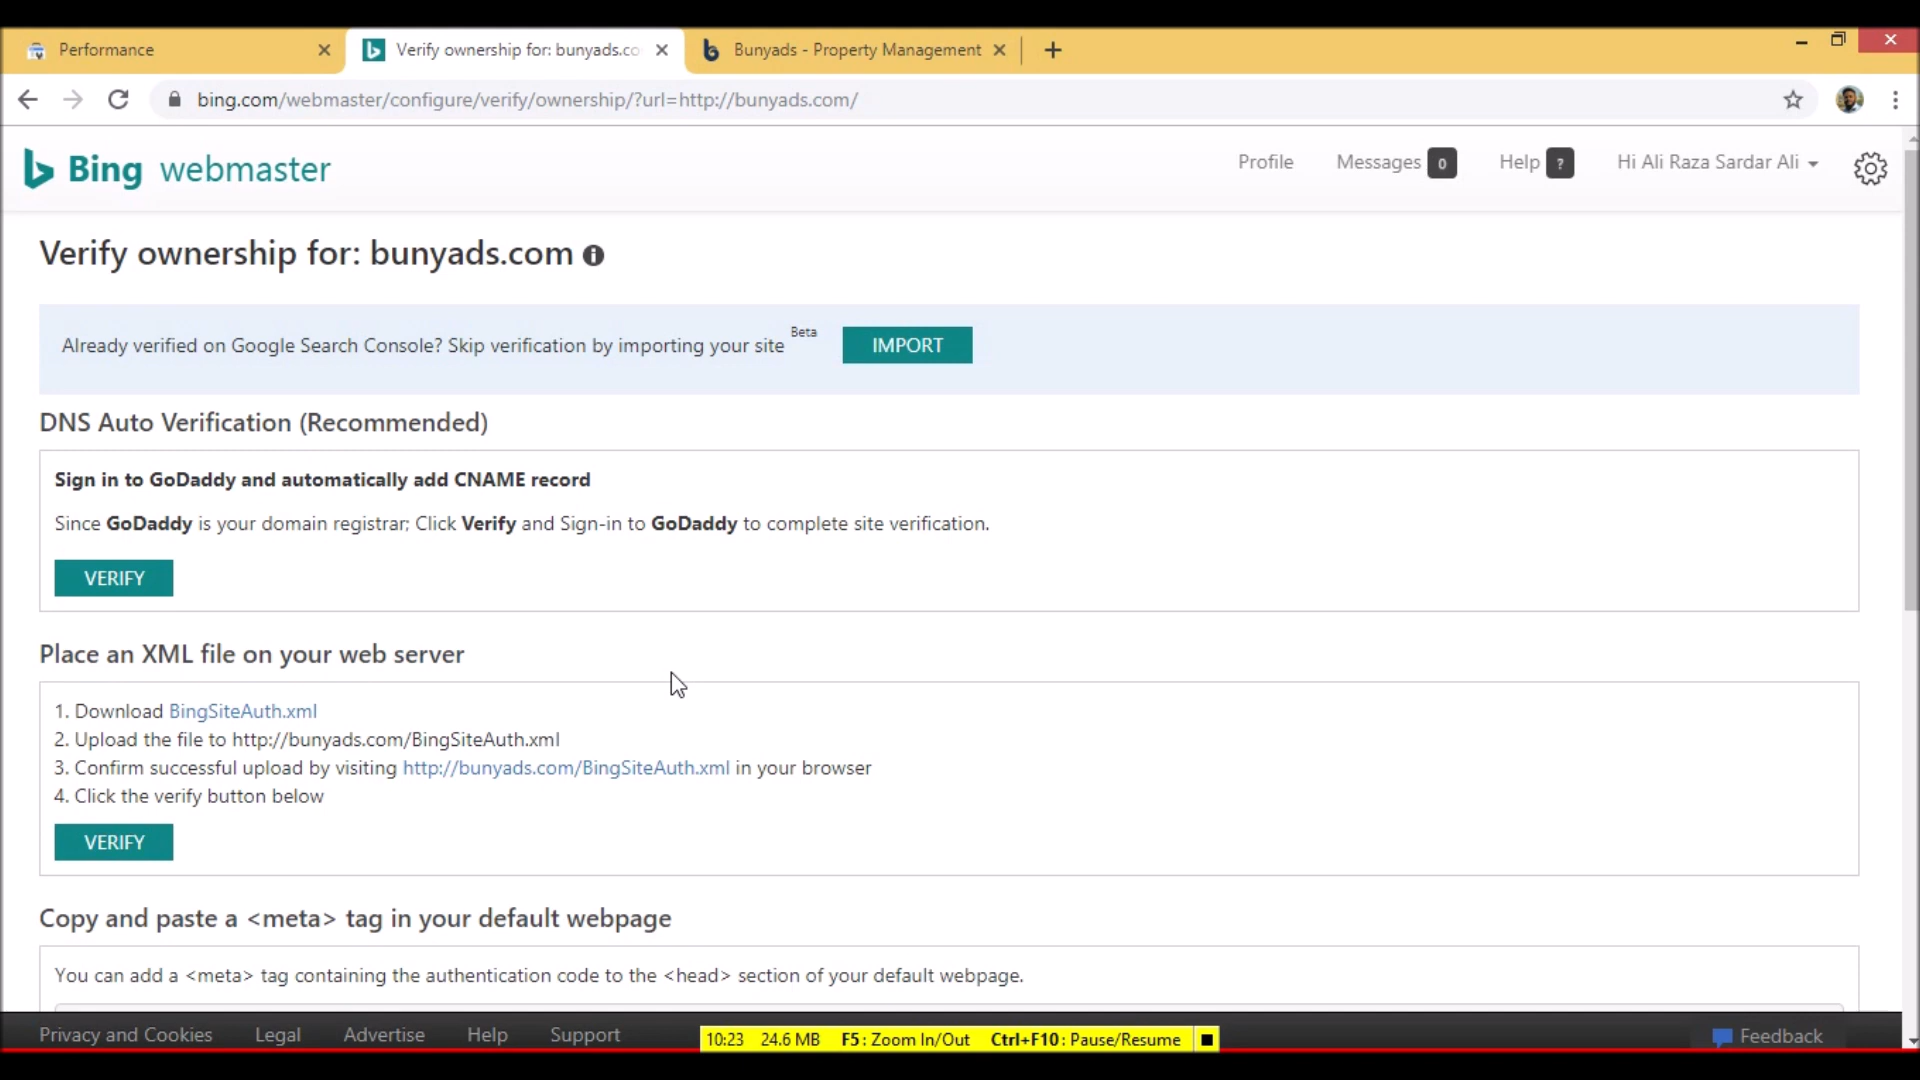 Performance
Verify ownership for: bunyads.co
Bunyads - Property Management
bing.com/webmaster/configure/verify/ownership/?url=http://bunyads.com/
Bing webmaster
Profile
Messages 0
Help ?
Hi Ali Raza Sardar Ali
Verify ownership for: bunyads.com
Already verified on Google Search Console? Skip verification by importing your site Beta
IMPORT
DNS Auto Verification (Recommended)
Sign in to GoDaddy and automatically add CNAME record
Since GoDaddy is your domain registrar; Click Verify and Sign-in to GoDaddy to complete site verification.
VERIFY
Place an XML file on your web server
1. Download BingSiteAuth.xml
2. Upload the file to http://bunyads.com/BingSiteAuth.xml
3. Confirm successful upload by visiting http://bunyads.com/BingSiteAuth.xml in your browser
4. Click the verify button below
VERIFY
Copy and paste a <meta> tag in your default webpage
You can add a <meta> tag containing the authentication code to the <head> section of your default webpage.
Privacy and Cookies
Legal
Advertise
Help
Support
10:23 24.6 MB F5: Zoom In/Out Ctrl+F10: Pause/Resume
Feedback